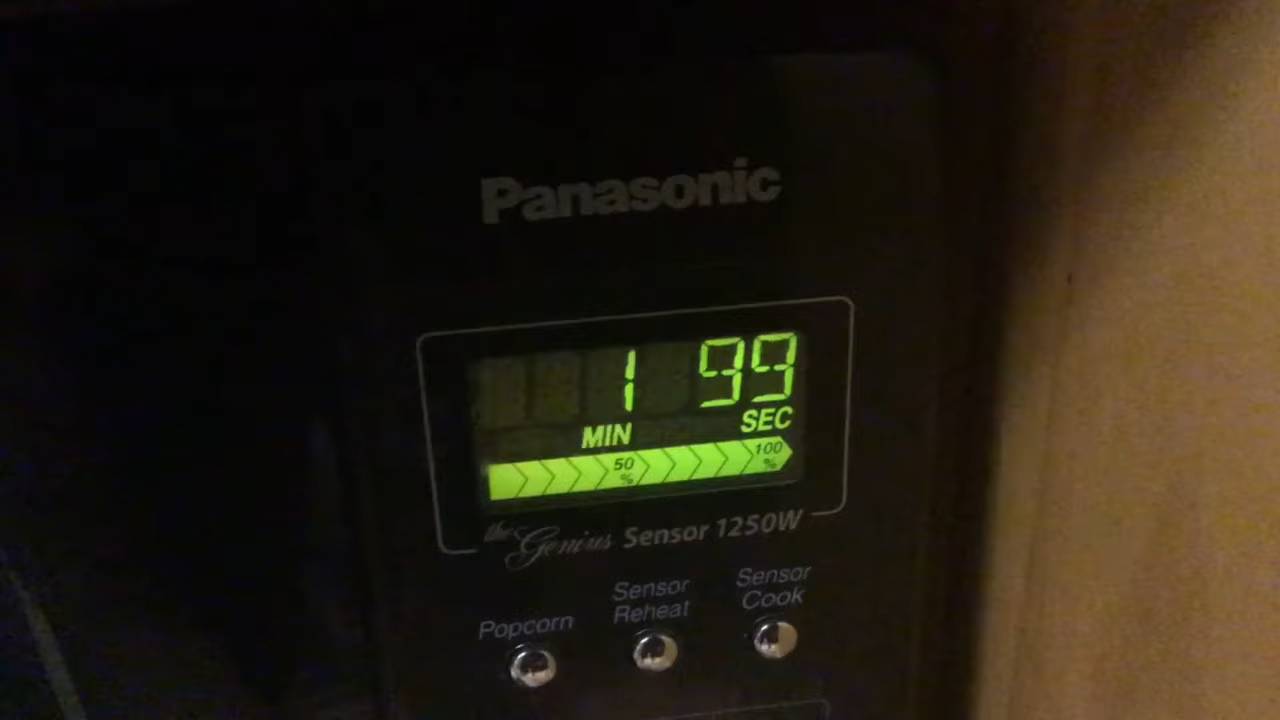 Panasonic
1 99
MIN SEC
50 % 100 %
the Genius Sensor 1250W
Popcorn Sensor Reheat Sensor Cook